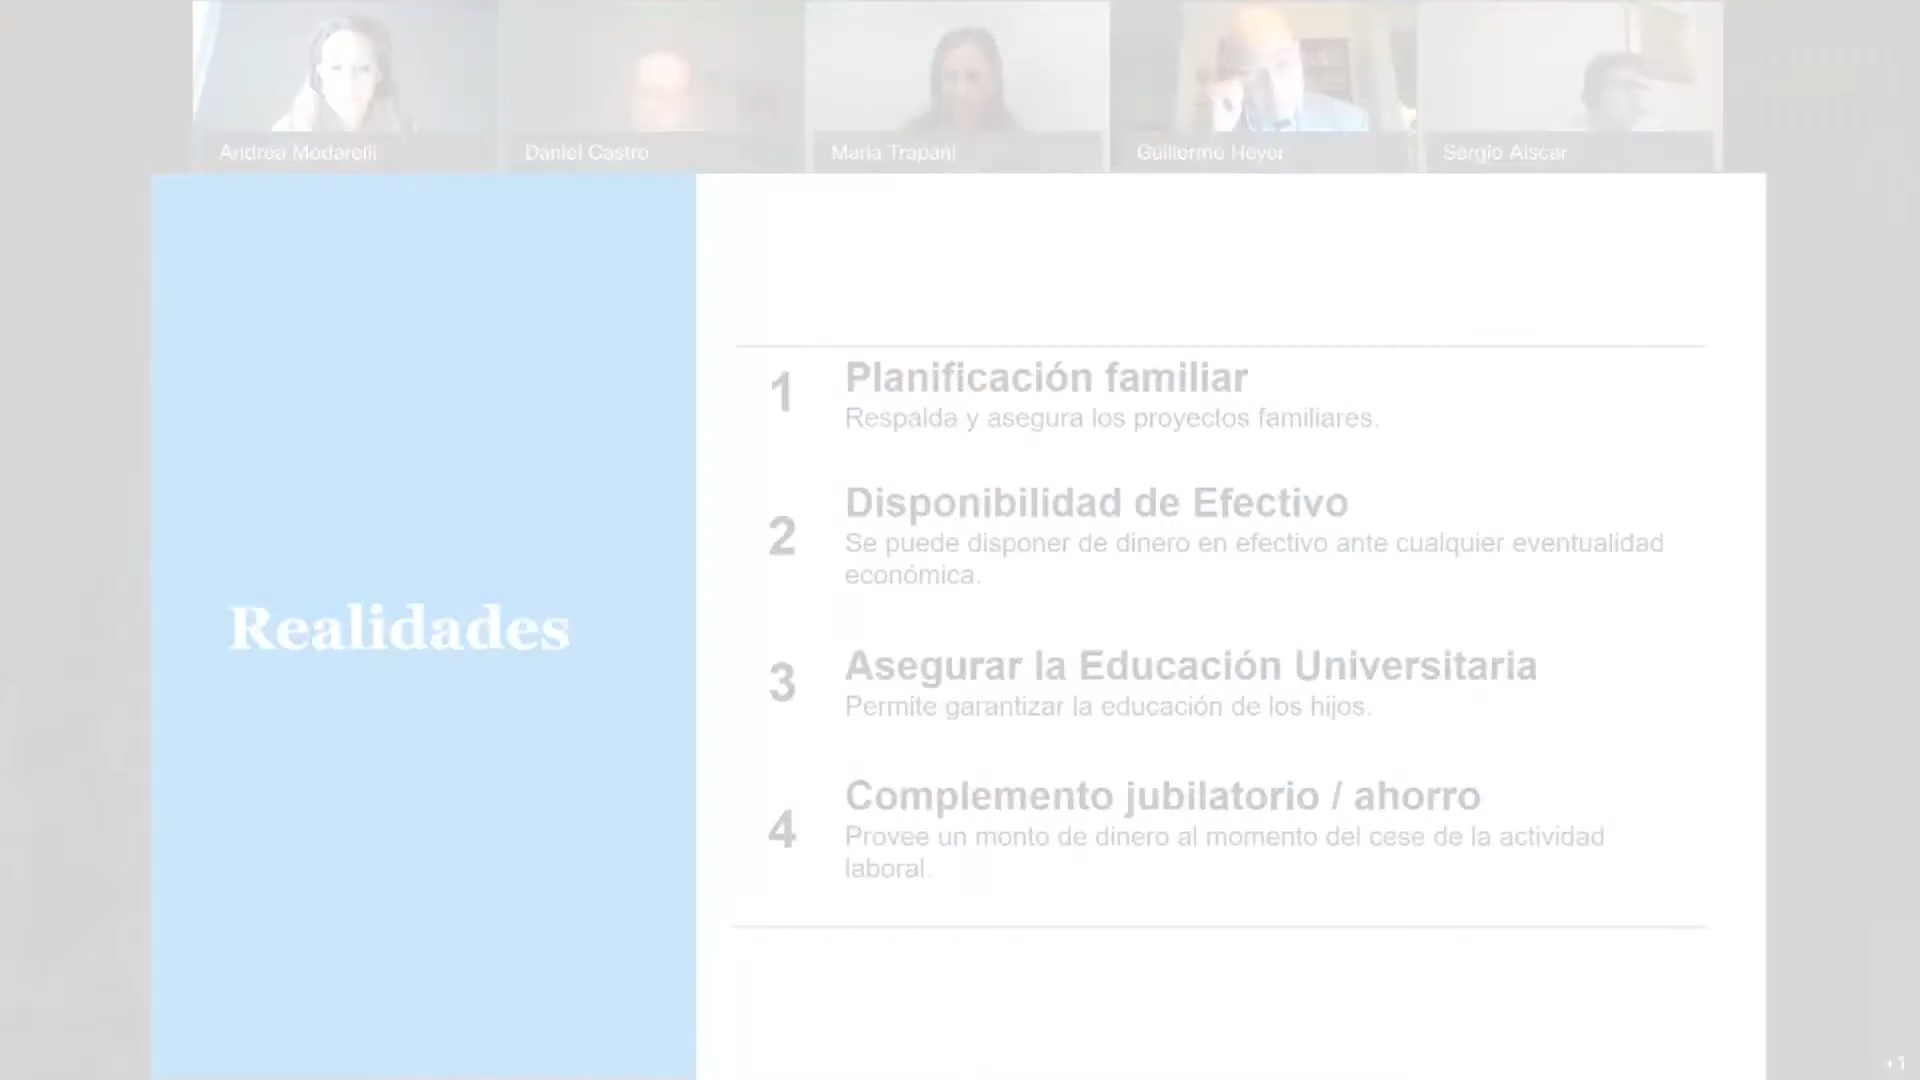 Andrea Modarelli
Daniel Castro
Maria Trapani
Guillermo Heyer
Sergio Alscar
Realidades
1 Planificación familiar
Respalda y asegura los proyectos familiares.
2 Disponibilidad de Efectivo
Se puede disponer de dinero en efectivo ante cualquier eventualidad
económica.
3 Asegurar la Educación Universitaria
Permite garantizar la educación de los hijos.
4 Complemento jubilatorio / ahorro
Provee un monto de dinero al momento del cese de la actividad
laboral.
+1